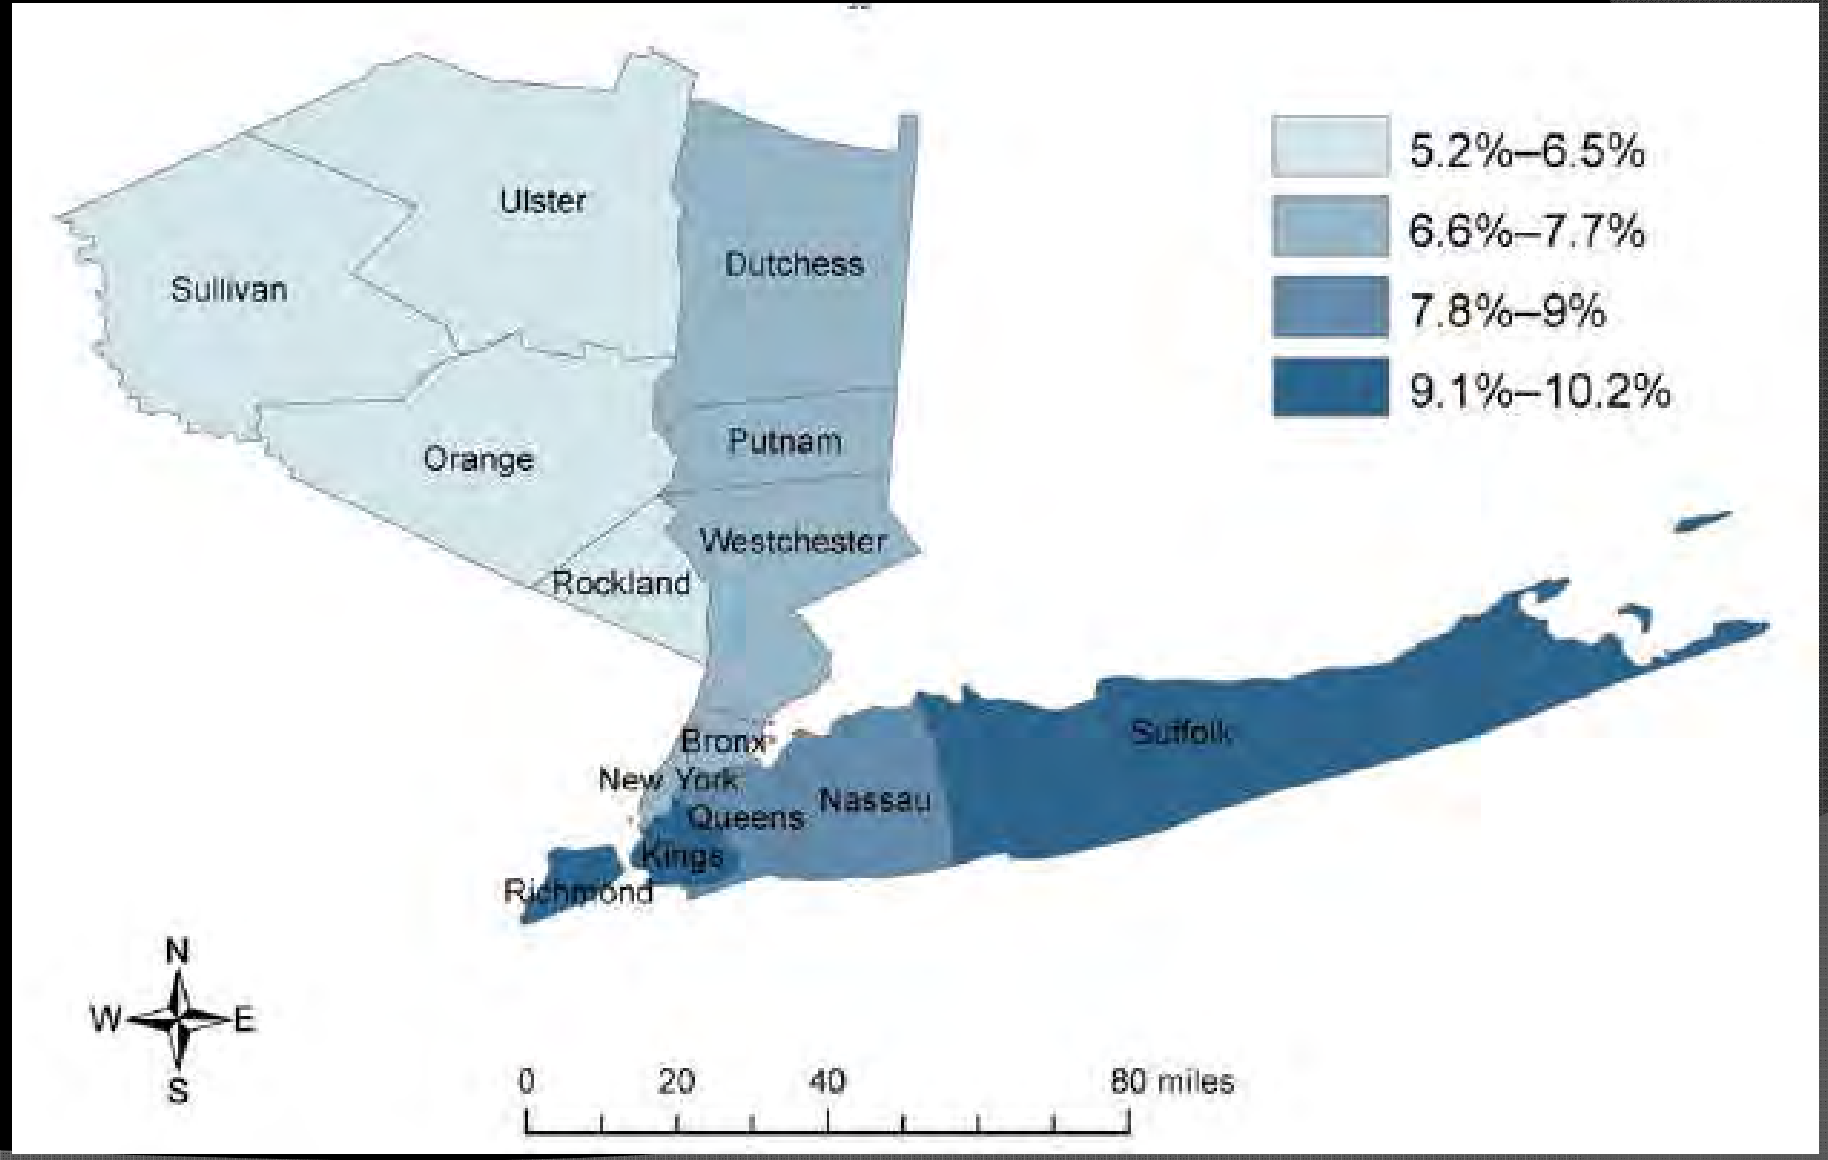 5.2%–6.5%
Ulster
6.6%–7.7%
Dutchess
Sullivan
7.8%–9%
9.1%–10.2%
Putnam
Orange
Westchester
Rockland
Suffolk
Bronx
New York
Nassau
Queens
Kings
Richmond
N
W E
S
0 20 40 80 miles